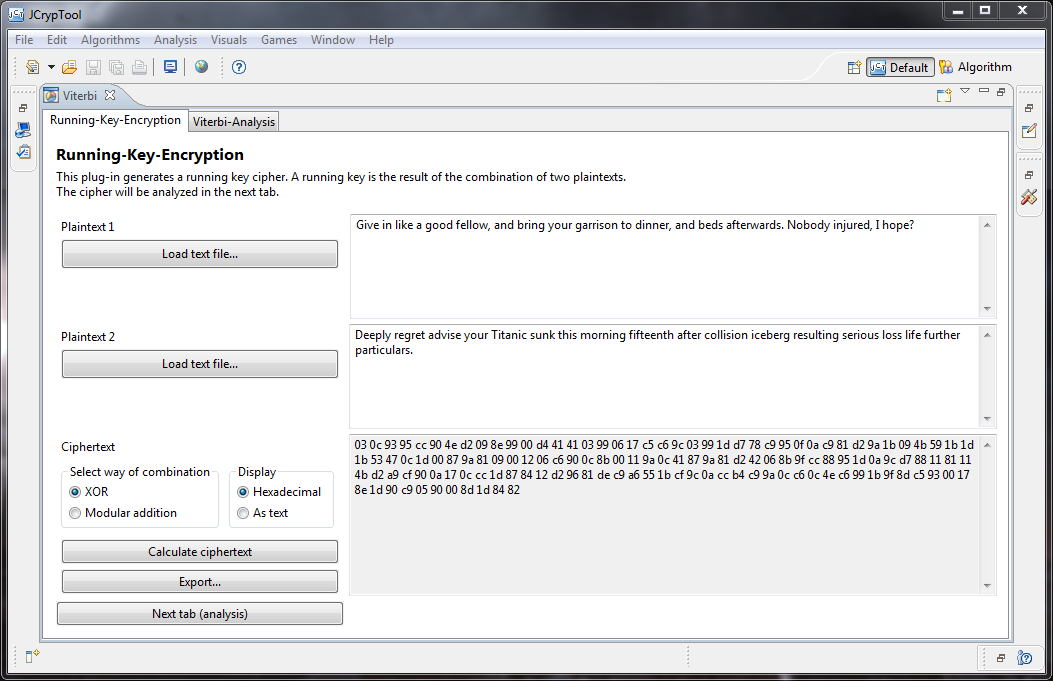 JCrypTool
File Edit Algorithms Analysis Visuals Games Window Help
Default Algorithm
Viterbi
Running-Key-Encryption Viterbi-Analysis
Running-Key-Encryption
This plug-in generates a running key cipher. A running key is the result of the combination of two plaintexts.
The cipher will be analyzed in the next tab.
Plaintext 1
Load text file...
Give in like a good fellow, and bring your garrison to dinner, and beds afterwards. Nobody injured, I hope?
Plaintext 2
Load text file...
Deeply regret advise your Titanic sunk this morning fifteenth after collision iceberg resulting serious loss life further
particulars.
Ciphertext
Select way of combination
XOR
Modular addition
Display
Hexadecimal
As text
03 0c 93 95 cc 90 4e d2 09 8e 99 00 d4 41 41 03 99 06 17 c5 c6 9c 03 99 1d d7 78 c9 95 0f 0a c9 81 d2 9a 1b 09 4b 59 1b 1d
1b 53 47 0c 1d 00 87 9a 81 09 00 12 06 c6 90 0c 8b 00 11 9a 0c 41 87 9a 81 d2 42 06 8b 9f cc 88 95 1d 0a 9c d7 88 11 81 11
4b d2 a9 cf 90 0a 17 0c cc 1d 87 84 12 d2 96 81 de c9 a6 55 1b cf 9c 0a cc b4 c9 9a 0c c6 0c 4e c6 99 1b 9f 8d c5 93 00 17
8e 1d 90 c9 05 90 00 8d 1d 84 82
Calculate ciphertext
Export...
Next tab (analysis)